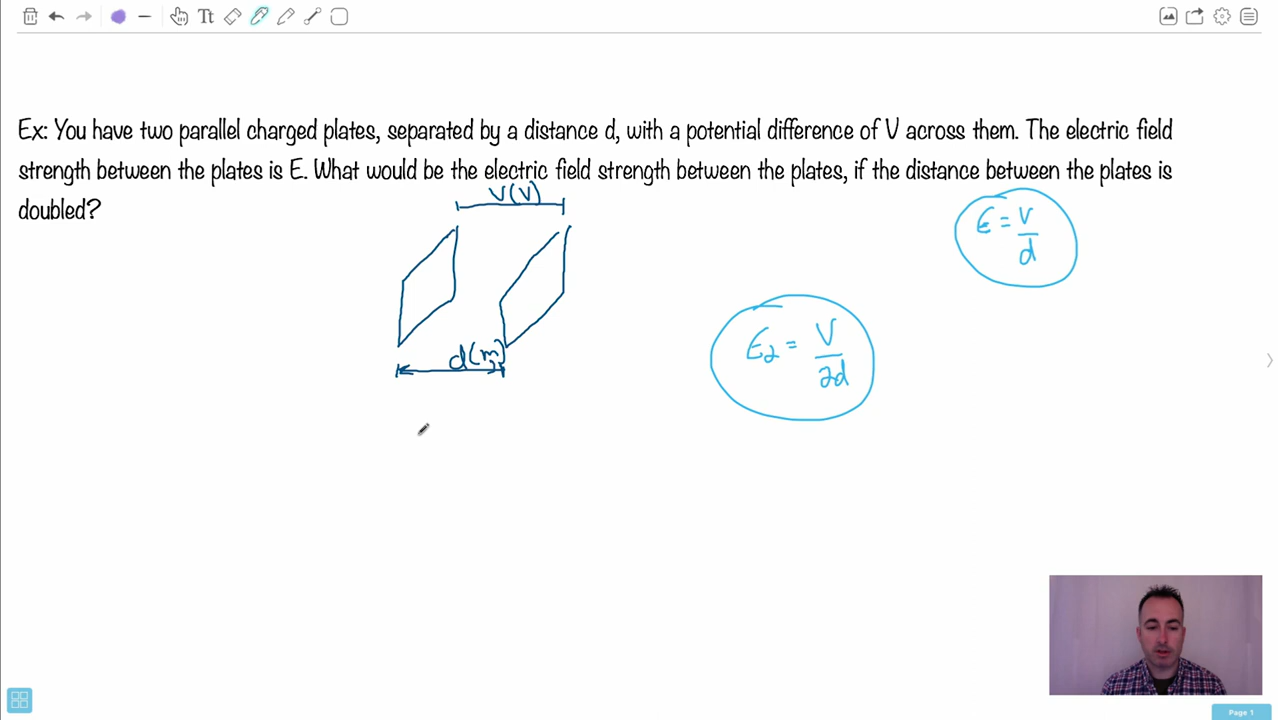 Tt
Ex: You have two parallel charged plates, separated by a distance d, with a potential difference of V across them. The electric field
strength between the plates is E. What would be the electric field strength between the plates, if the distance between the plates is
doubled?
V(V)
E = V
d
d(m)
E2 = V
2d
Page 1